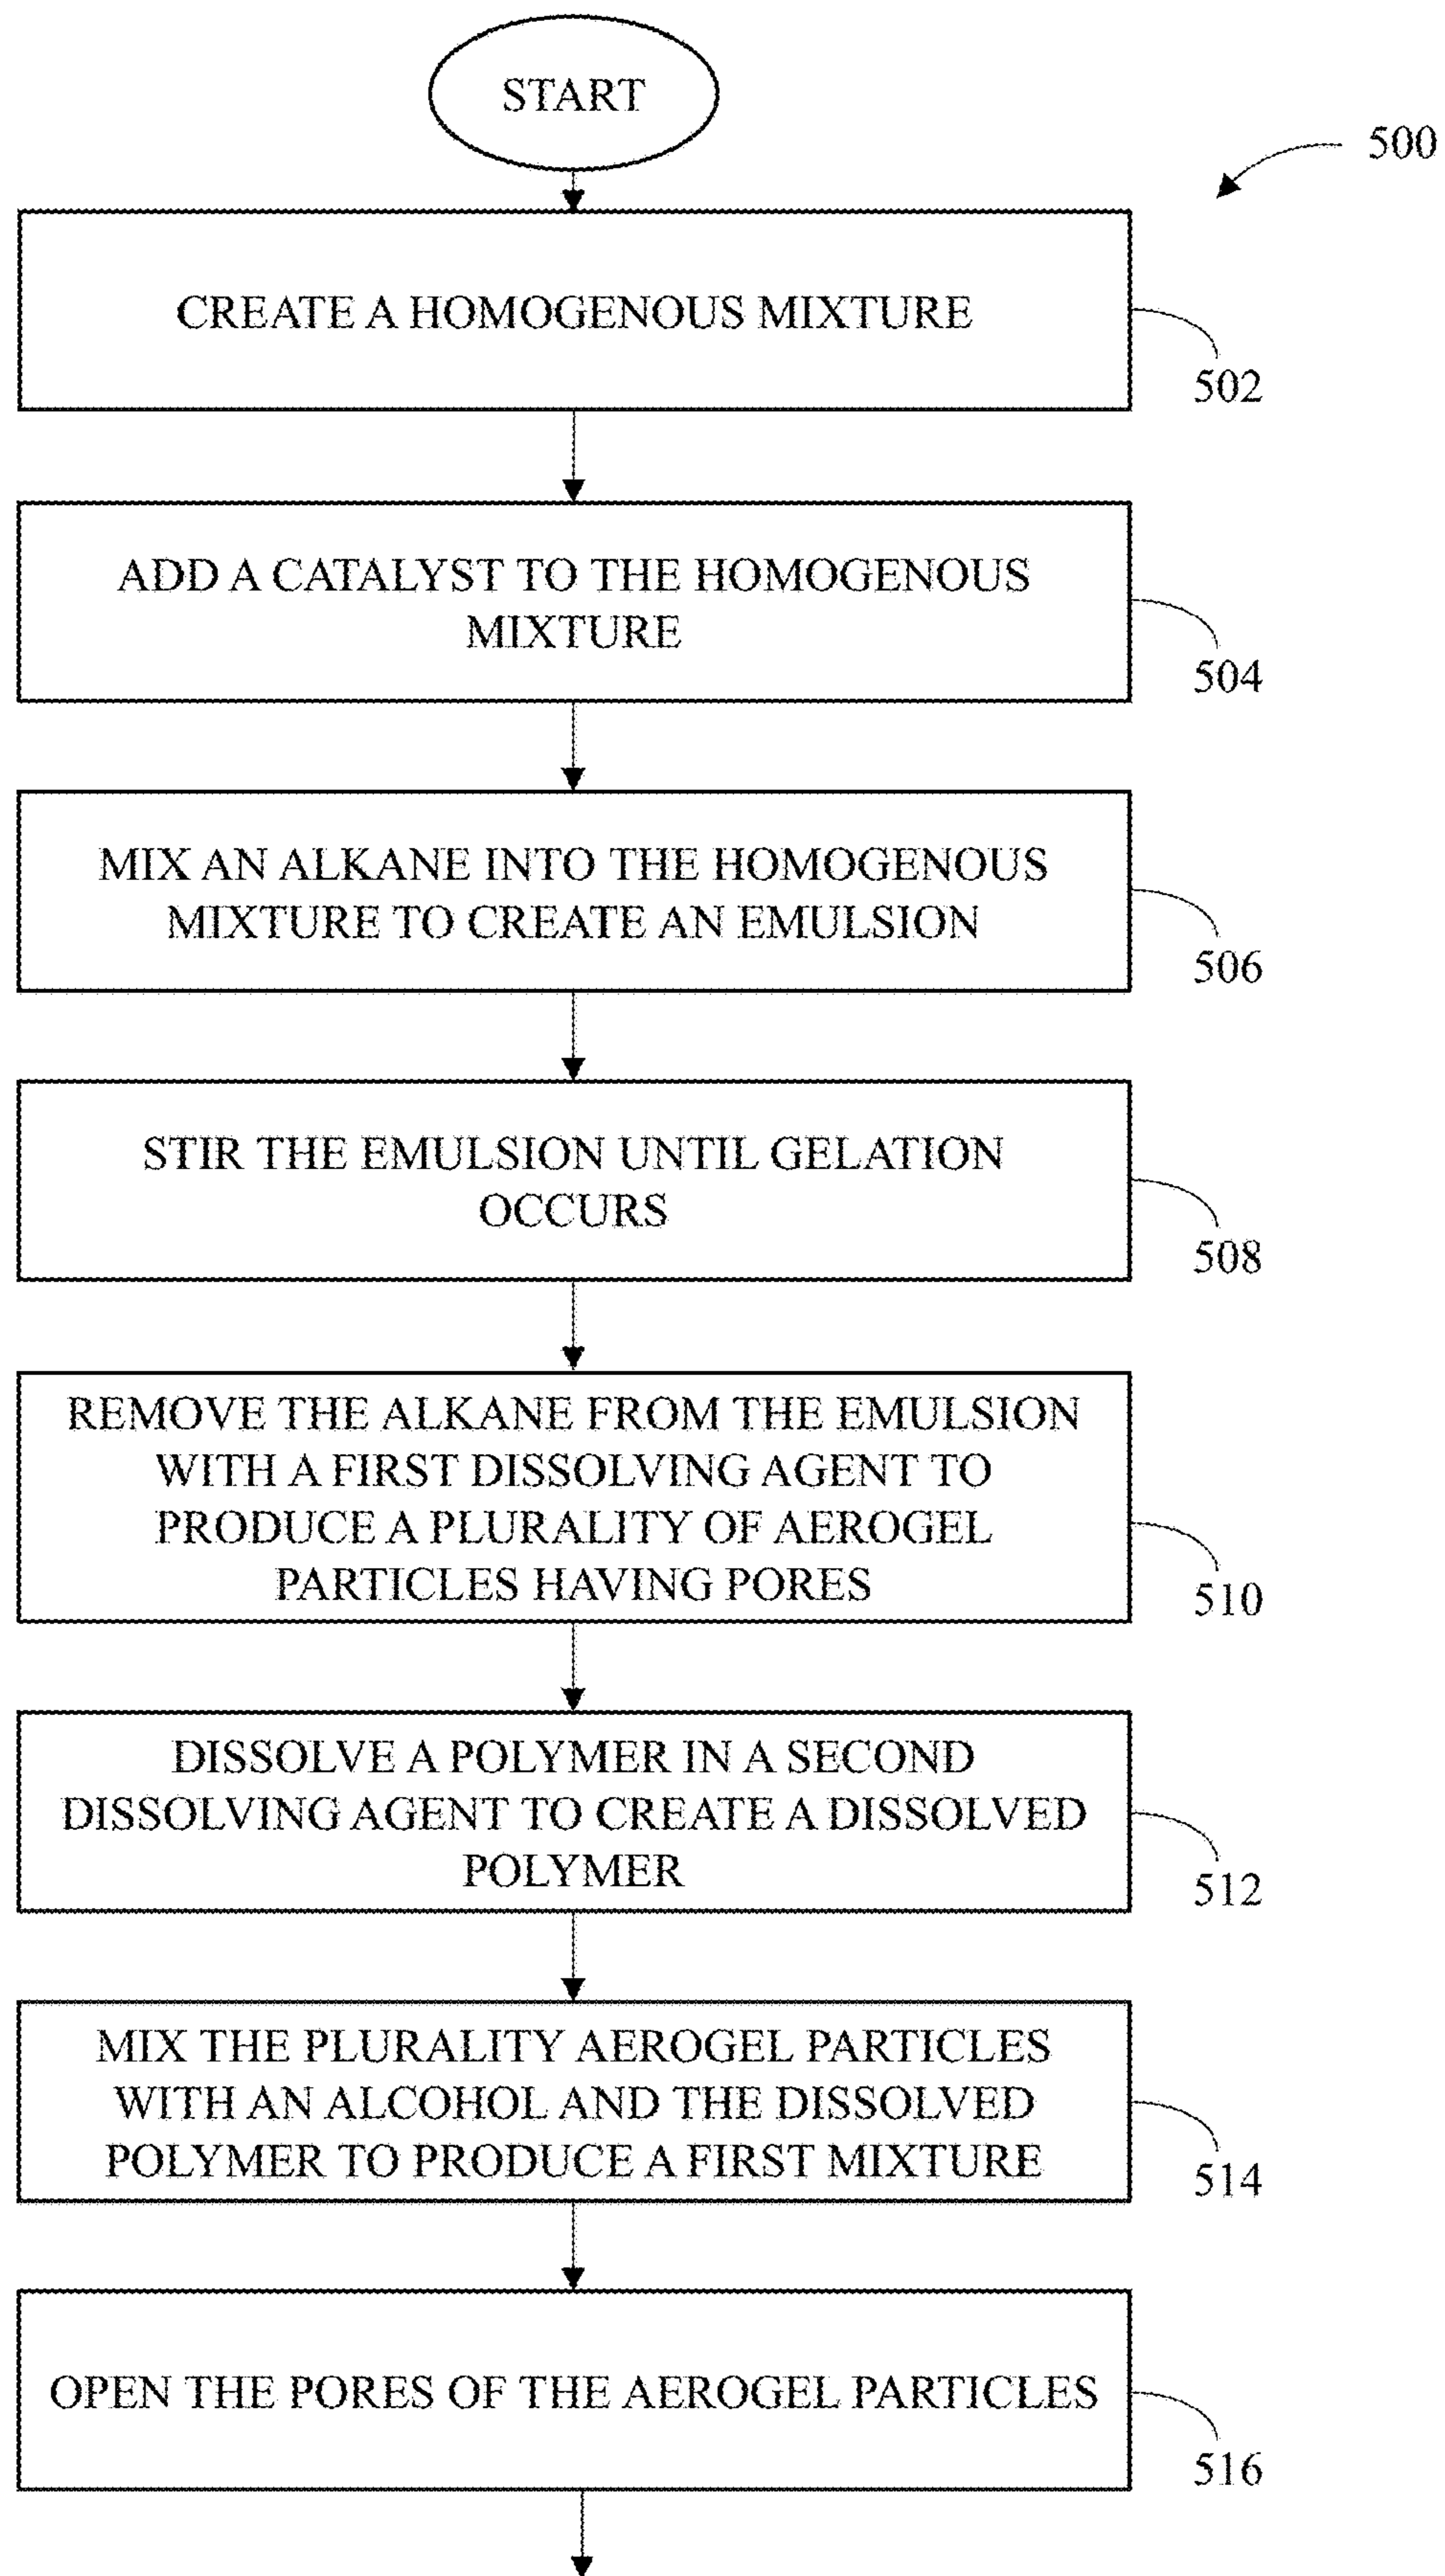 START
500
CREATE A HOMOGENOUS MIXTURE
502
ADD A CATALYST TO THE HOMOGENOUS
MIXTURE
504
MIX AN ALKANE INTO THE HOMOGENOUS
MIXTURE TO CREATE AN EMULSION
506
STIR THE EMULSION UNTIL GELATION
OCCURS
508
REMOVE THE ALKANE FROM THE EMULSION
WITH A FIRST DISSOLVING AGENT TO
PRODUCE A PLURALITY OF AEROGEL
PARTICLES HAVING PORES
510
DISSOLVE A POLYMER IN A SECOND
DISSOLVING AGENT TO CREATE A DISSOLVED
POLYMER
512
MIX THE PLURALITY AEROGEL PARTICLES
WITH AN ALCOHOL AND THE DISSOLVED
POLYMER TO PRODUCE A FIRST MIXTURE
514
OPEN THE PORES OF THE AEROGEL PARTICLES
516